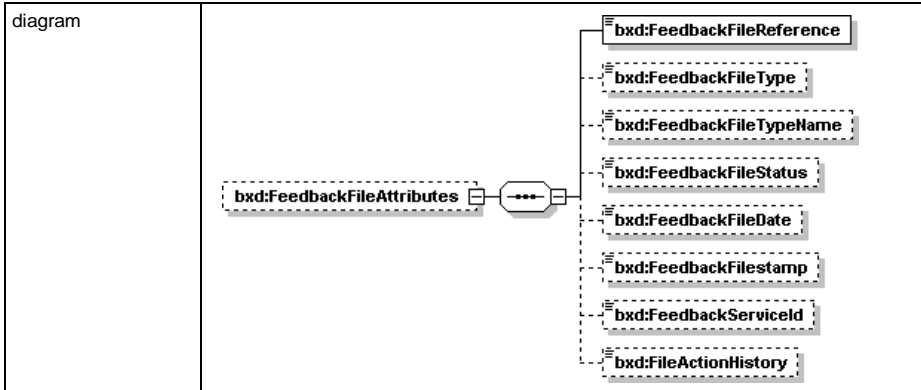 diagram
bxd:FeedbackFileReference
bxd:FeedbackFileType
bxd:FeedbackFileTypeName
bxd:FeedbackFileStatus
bxd:FeedbackFileAttributes
bxd:FeedbackFileDate
bxd:FeedbackFilestamp
bxd:FeedbackServiceId
bxd:FileActionHistory